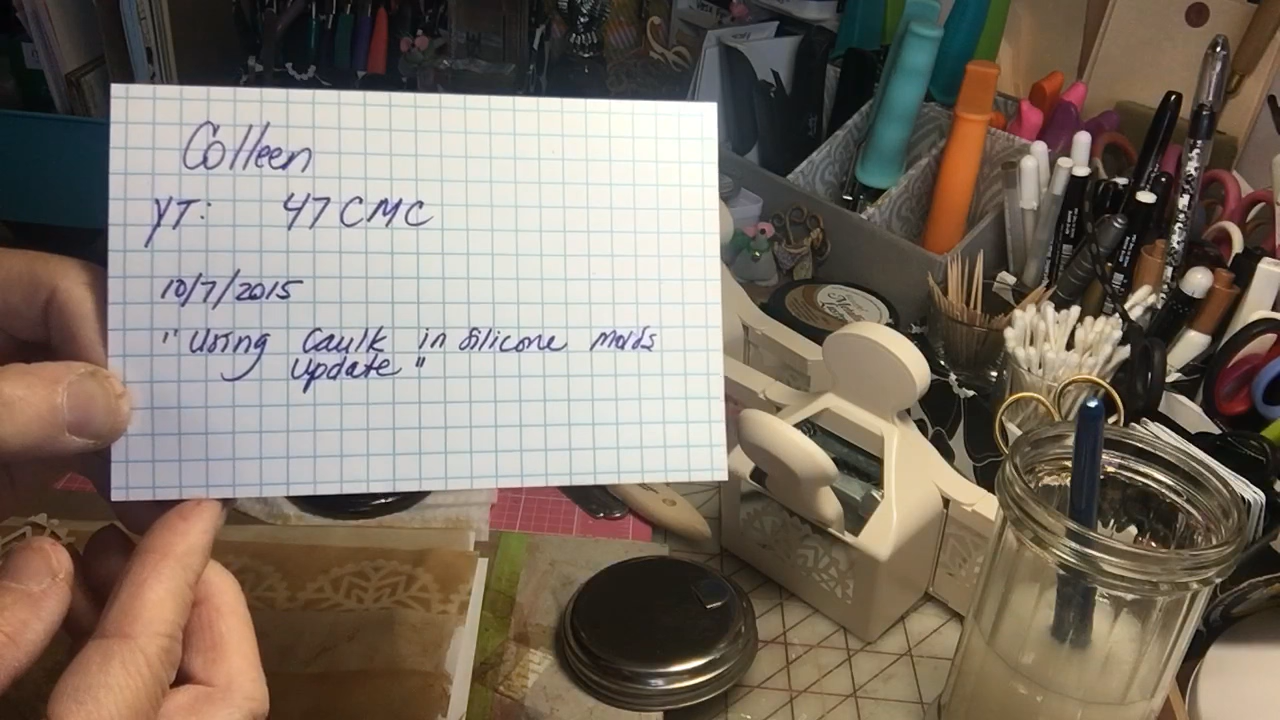 Colleen
YT: 47CMC
10/7/2015
"Using Caulk in Silicone Molds
Update"